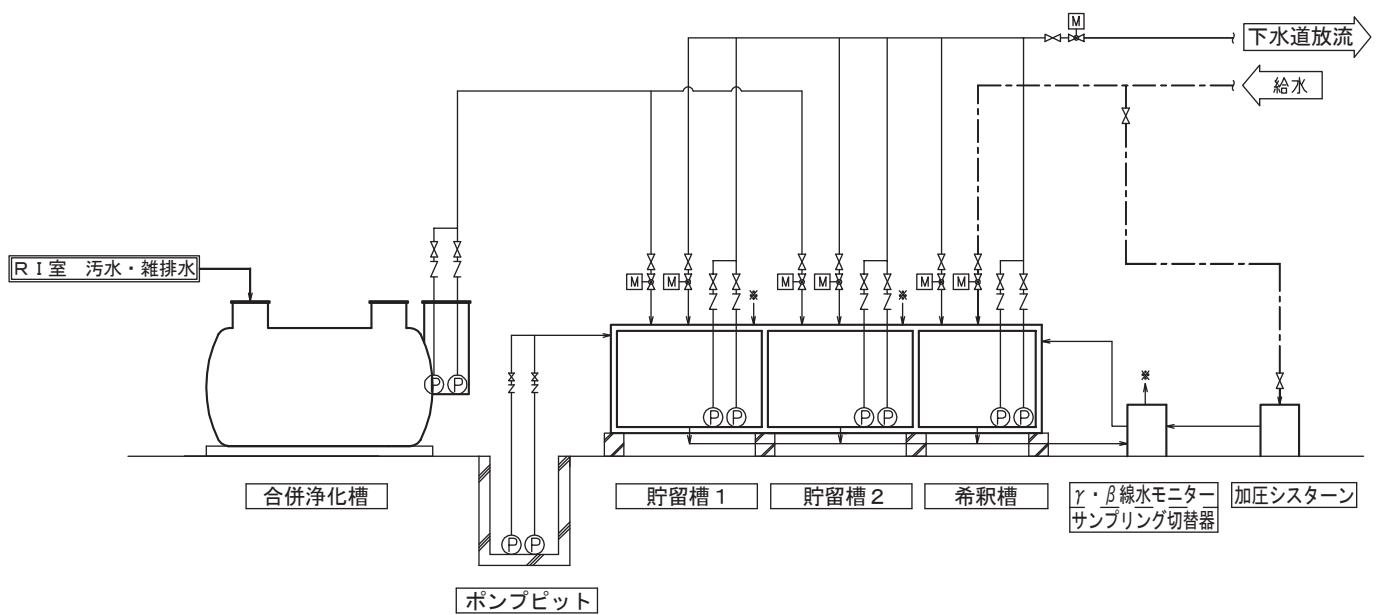 M
下水道放流
給水
RI室 汚水・雑排水
M
M
M
M
M
M
※
※
※
P
P
P
P
P
P
P
P
合併浄化槽
貯留槽1
貯留槽2
希釈槽
γ・β線水モニター
サンプリング切替器
加圧シスターン
P
P
ポンプピット